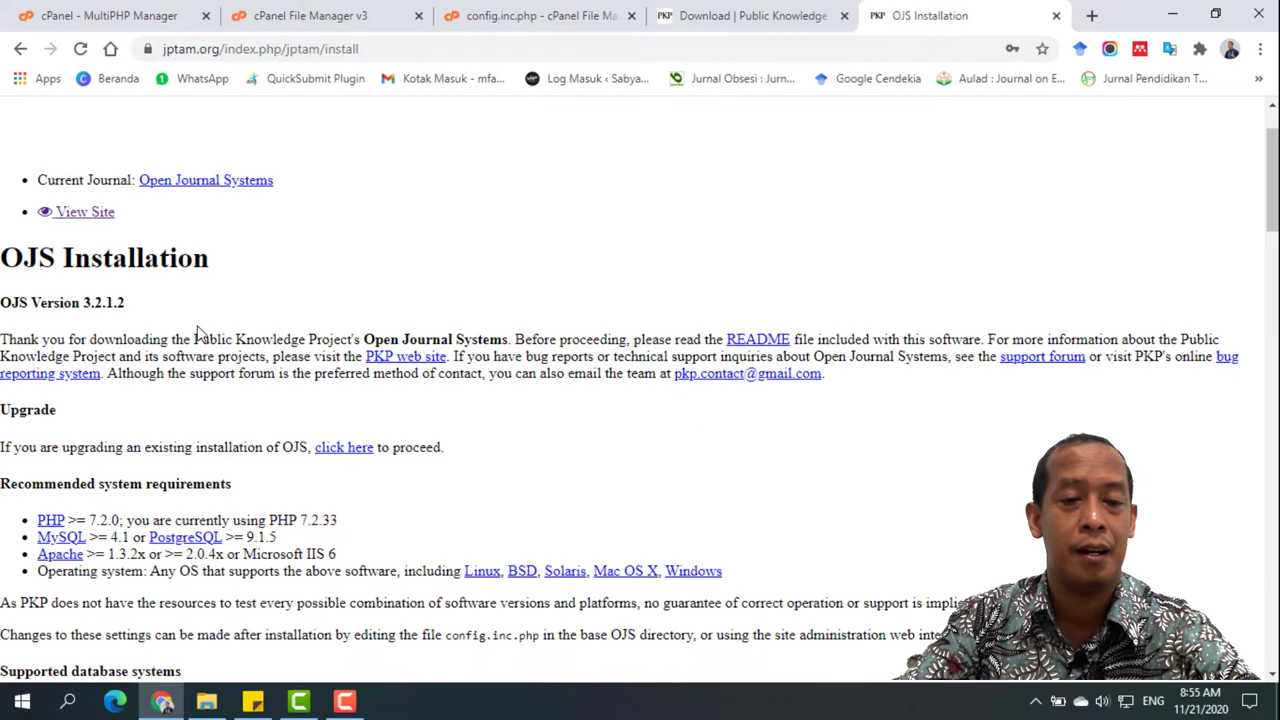 cPanel - MultiPHP Manager
cPanel File Manager v3
config.inc.php - cPanel File Ma
PKP Download | Public Knowledge
PKP OJS Installation
jptam.org/index.php/jptam/install
Apps
Beranda
WhatsApp
QuickSubmit Plugin
Kotak Masuk - mfa...
Log Masuk ‹ Sabya...
Jurnal Obsesi : Jurn...
Google Cendekia
Aulad : Journal on E...
Jurnal Pendidikan T...
Current Journal: Open Journal Systems
View Site
OJS Installation
OJS Version 3.2.1.2
Thank you for downloading the Public Knowledge Project's Open Journal Systems. Before proceeding, please read the README file included with this software. For more information about the Public
Knowledge Project and its software projects, please visit the PKP web site. If you have bug reports or technical support inquiries about Open Journal Systems, see the support forum or visit PKP's online bug
reporting system. Although the support forum is the preferred method of contact, you can also email the team at pkp.contact@gmail.com.
Upgrade
If you are upgrading an existing installation of OJS, click here to proceed.
Recommended system requirements
PHP >= 7.2.0; you are currently using PHP 7.2.33
MySQL >= 4.1 or PostgreSQL >= 9.1.5
Apache >= 1.3.2x or >= 2.0.4x or Microsoft IIS 6
Operating system: Any OS that supports the above software, including Linux, BSD, Solaris, Mac OS X, Windows
As PKP does not have the resources to test every possible combination of software versions and platforms, no guarantee of correct operation or support is impli
Changes to these settings can be made after installation by editing the file config.inc.php in the base OJS directory, or using the site administration web inte
Supported database systems
ENG
8:55 AM
11/21/2020